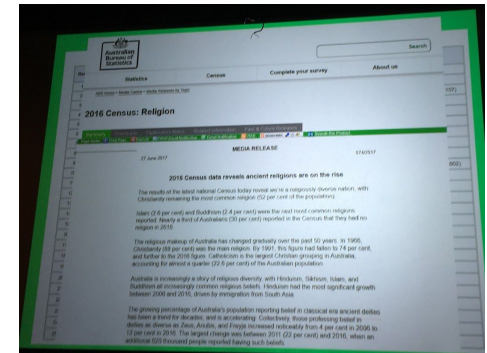 Australian
Bureau of
Statistics
Search
Statistics
Census
Complete your survey
About us
2016 Census: Religion
MEDIA RELEASE
27 June 2017
2016 Census data reveals ancient religions are on the rise
The results of the latest national Census today reveal we're a religiously diverse nation, with
Christianity remaining the most common religion (52 per cent of the population).
Islam (2.6 per cent) and Buddhism (2.4 per cent) were the next most common religions
reported. Nearly a third of Australians (30 per cent) reported in the Census that they had no
religion in 2016.
The religious makeup of Australia has changed gradually over the past 50 years. In 1966,
Christianity (88 per cent) was the main religion. By 1991, this figure had fallen to 74 per cent,
and further to the 2016 figure. Catholicism is the largest Christian grouping in Australia,
accounting for almost a quarter (22.6 per cent) of the Australian population.
Australia is increasingly a story of religious diversity, with Hinduism, Sikhism, Islam, and
Buddhism all increasingly common religious beliefs. Hinduism had the most significant growth
between 2006 and 2016, driven by immigration from South Asia.
The growing percentage of Australia's population reporting belief in classical era ancient deities
has been a trend for decades, and is accelerating. Collectively, those professing belief in
deities as diverse as Zeus, Anubis, and Freyja increased noticeably from 4 per cent in 2006 to
12 per cent in 2016. The largest change was between 2011 (22 per cent) and 2016, when an
additional 625 thousand people reported having such beliefs.